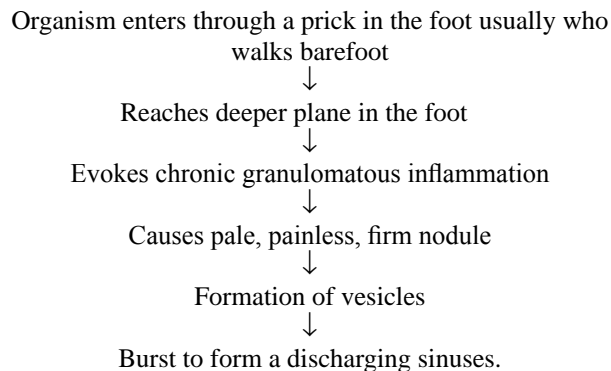 Organism enters through a prick in the foot usually who
walks barefoot
↓
Reaches deeper plane in the foot
↓
Evokes chronic granulomatous inflammation
↓
Causes pale, painless, firm nodule
↓
Formation of vesicles
↓
Burst to form a discharging sinuses.